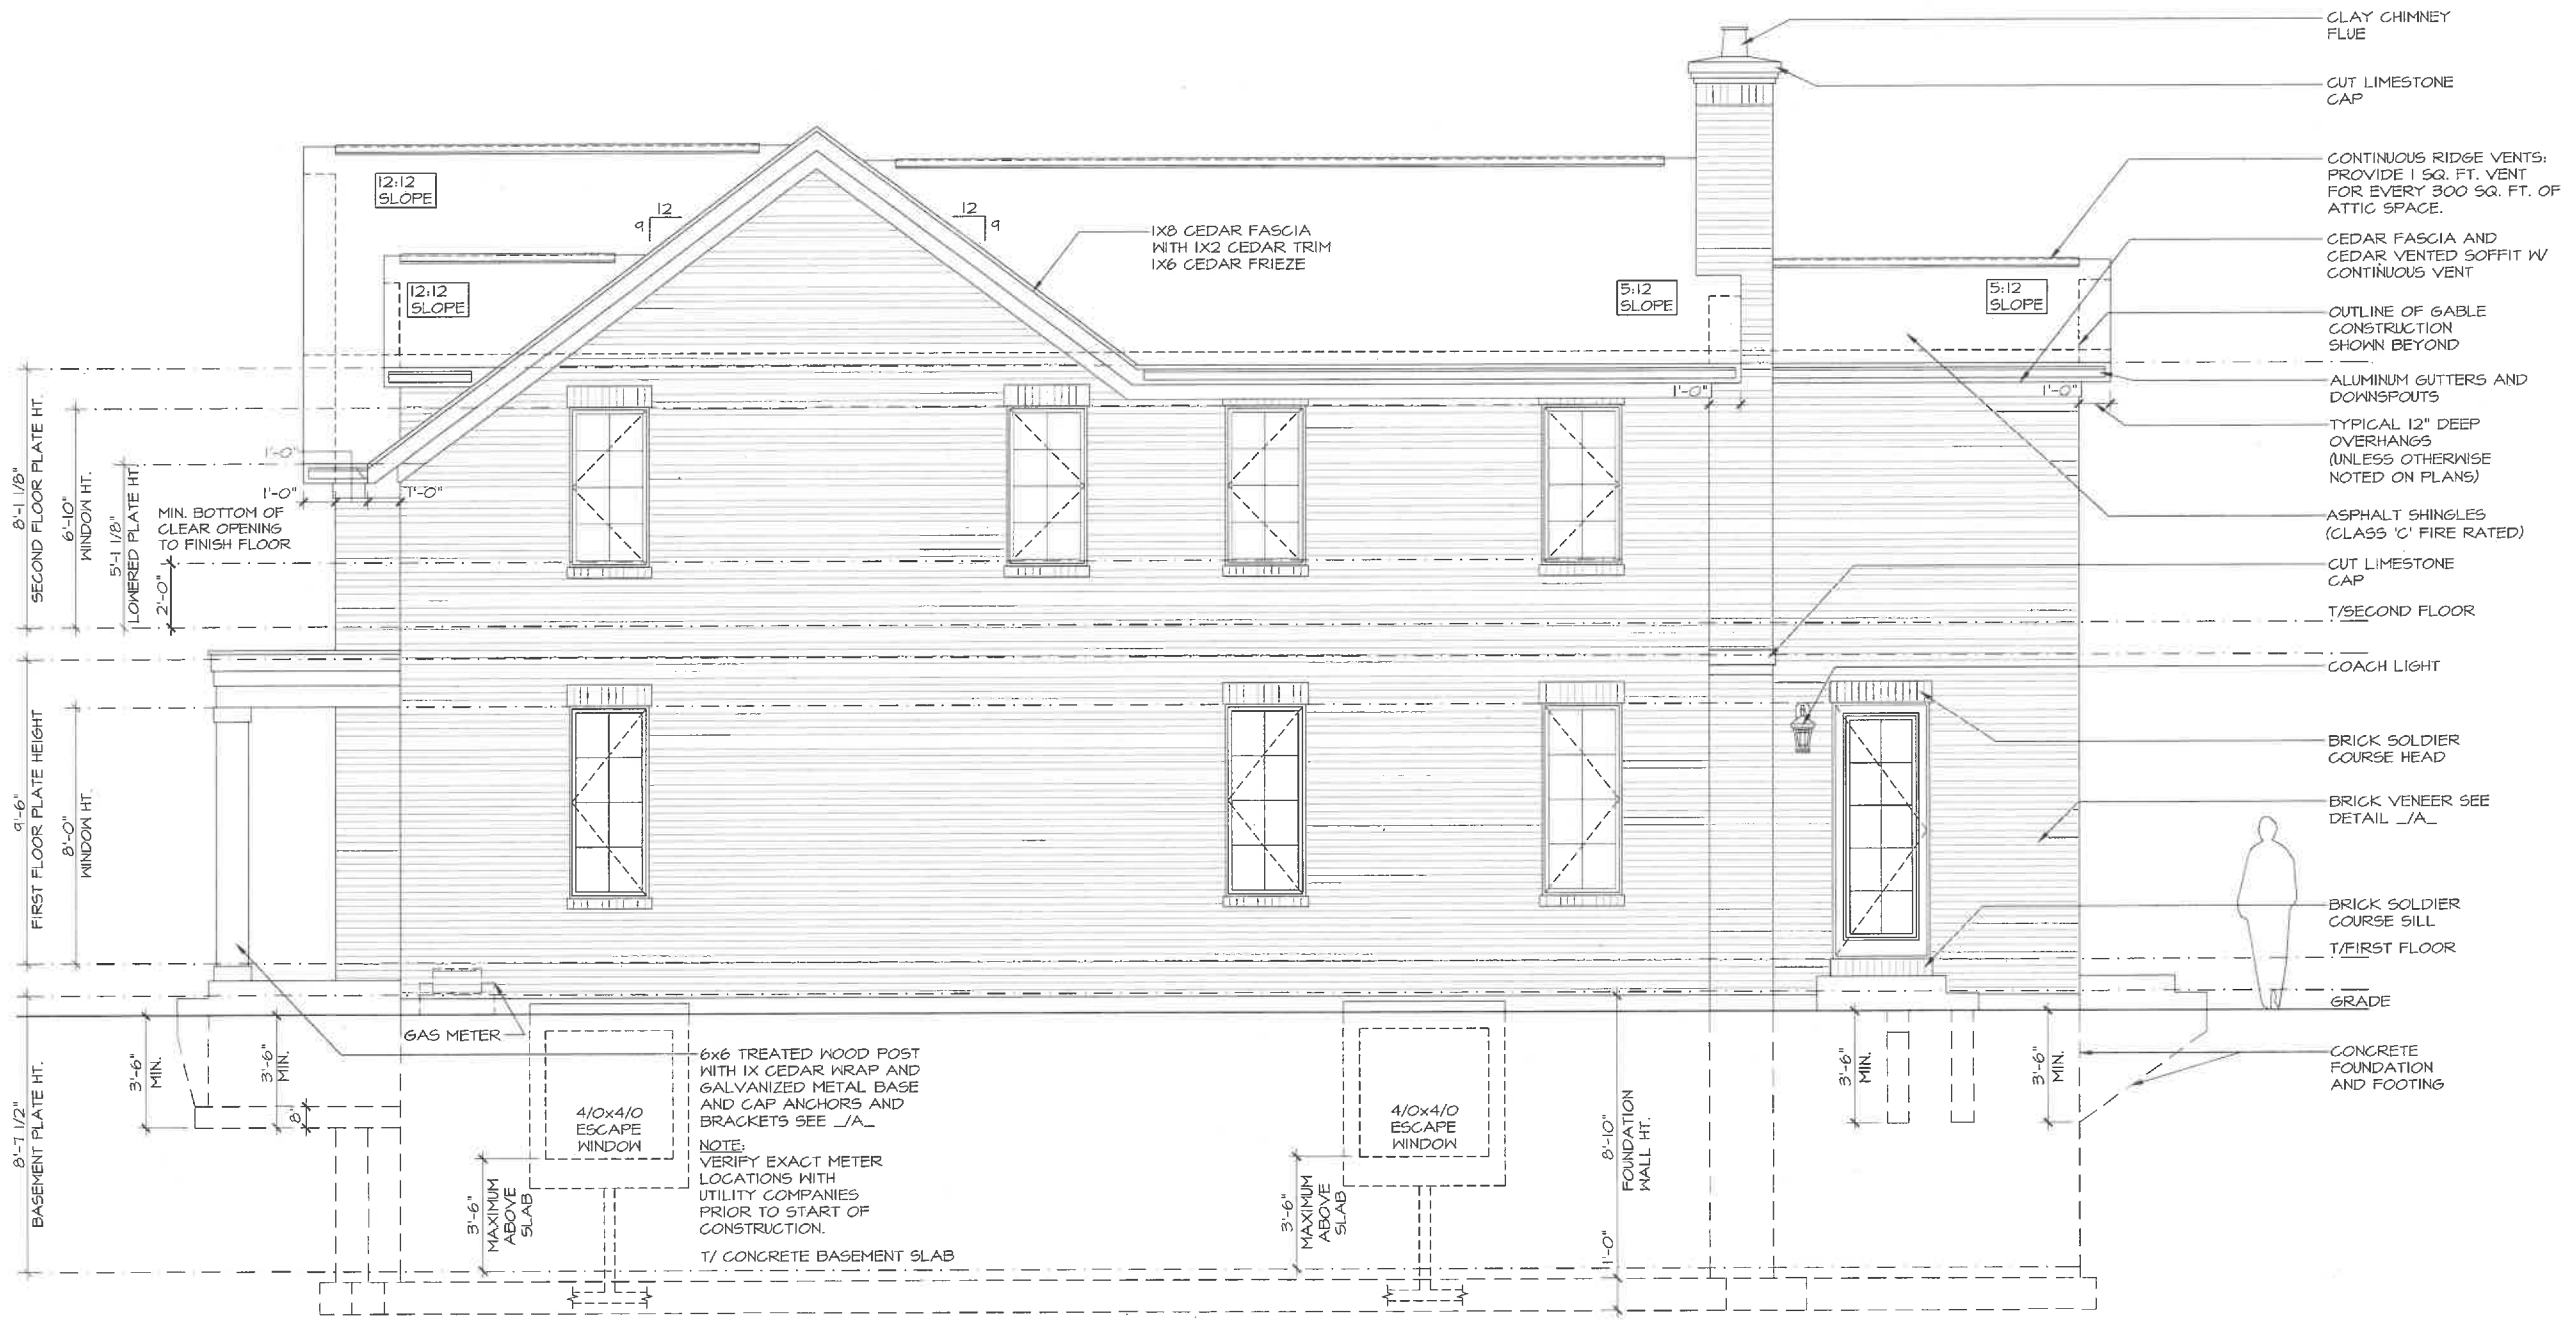 CLAY CHIMNEY
FLUE
CUT LIMESTONE
CAP
CONTINUOUS RIDGE VENTS:
PROVIDE 1 SQ. FT. VENT
FOR EVERY 300 SQ. FT. OF
ATTIC SPACE.
CEDAR FASCIA AND
CEDAR VENTED SOFFIT W/
CONTINUOUS VENT
OUTLINE OF GABLE
CONSTRUCTION
SHOWN BEYOND
ALUMINUM GUTTERS AND
DOWNSPOUTS
TYPICAL 12" DEEP
OVERHANGS
(UNLESS OTHERWISE
NOTED ON PLANS)
ASPHALT SHINGLES
(CLASS 'C' FIRE RATED)
CUT LIMESTONE
CAP
T/SECOND FLOOR
COACH LIGHT
BRICK SOLDIER
COURSE HEAD
BRICK VENEER SEE
DETAIL _/A_
BRICK SOLDIER
COURSE SILL
T/FIRST FLOOR
GRADE
CONCRETE
FOUNDATION
AND FOOTING
12:12
SLOPE
12:12
SLOPE
12
9
12
9
1X8 CEDAR FASCIA
WITH 1X2 CEDAR TRIM
1X6 CEDAR FRIEZE
5:12
SLOPE
5:12
SLOPE
1'-0"
1'-0"
1'-0"
1'-0"
1'-0"
8'-1 1/8"
SECOND FLOOR PLATE HT.
6'-10"
WINDOW HT.
5'-1 1/8"
LOWERED PLATE HT.
MIN. BOTTOM OF
CLEAR OPENING
TO FINISH FLOOR
2'-0"
9'-6"
FIRST FLOOR PLATE HEIGHT
8'-0"
WINDOW HT.
8'-7 1/2"
BASEMENT PLATE HT.
3'-6"
MIN.
3'-6"
MIN.
8"
GAS METER
4/0x4/0
ESCAPE
WINDOW
3'-6"
MAXIMUM
ABOVE
SLAB
6x6 TREATED WOOD POST
WITH 1X CEDAR WRAP AND
GALVANIZED METAL BASE
AND CAP ANCHORS AND
BRACKETS SEE _/A_
NOTE:
VERIFY EXACT METER
LOCATIONS WITH
UTILITY COMPANIES
PRIOR TO START OF
CONSTRUCTION.
T/ CONCRETE BASEMENT SLAB
4/0x4/0
ESCAPE
WINDOW
3'-6"
MAXIMUM
ABOVE
SLAB
8'-10"
FOUNDATION
WALL HT.
1'-0"
3'-6"
MIN.
3'-6"
MIN.